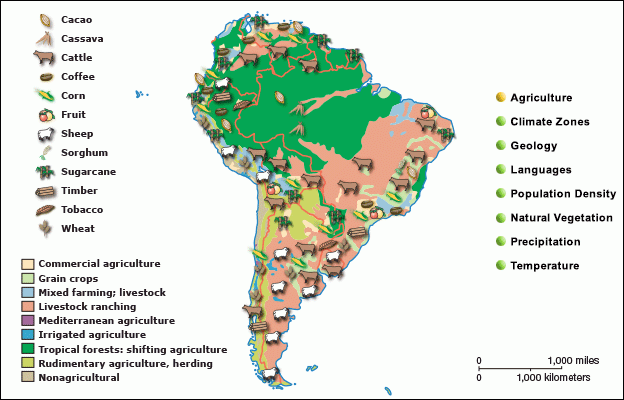 Cacao
Cassava
Cattle
Coffee
Corn
Fruit
Sheep
Sorghum
Sugarcane
Timber
Tobacco
Wheat
Commercial agriculture
Grain crops
Mixed farming; livestock
Livestock ranching
Mediterranean agriculture
Irrigated agriculture
Tropical forests: shifting agriculture
Rudimentary agriculture, herding
Nonagricultural
Agriculture
Climate Zones
Geology
Languages
Population Density
Natural Vegetation
Precipitation
Temperature
0 1,000 miles
0 1,000 kilometers